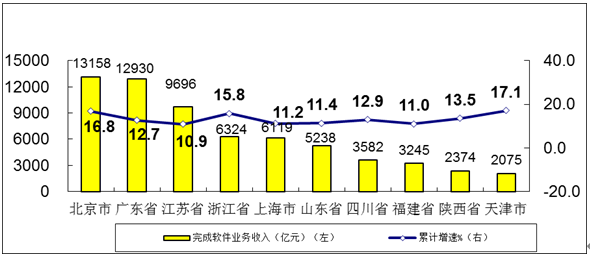 13158 12930 9696 6324 6119 5238 3582 3245 2374 2075
16.8 12.7 10.9 15.8 11.2 11.4 12.9 11.0 13.5 17.1
15000
12000
9000
6000
3000
0
40.0
20.0
0.0
-20.0
北京市 广东省 江苏省 浙江省 上海市 山东省 四川省 福建省 陕西省 天津市
完成软件业务收入（亿元）（左） 累计增速%（右）